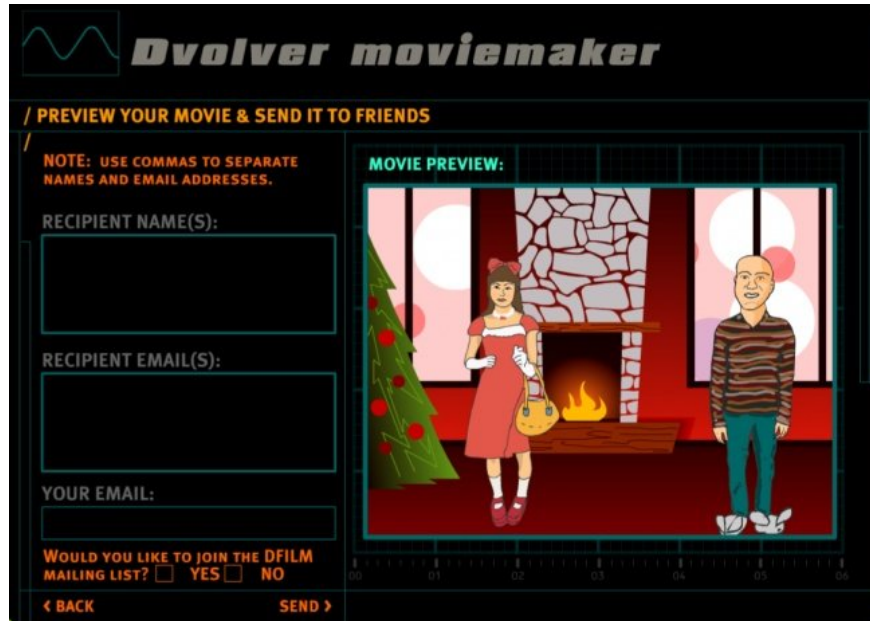 Dvolver moviemaker
/ PREVIEW YOUR MOVIE & SEND IT TO FRIENDS
/
NOTE: USE COMMAS TO SEPARATE
NAMES AND EMAIL ADDRESSES.
RECIPIENT NAME(S):
RECIPIENT EMAIL(S):
YOUR EMAIL:
WOULD YOU LIKE TO JOIN THE DFILM
MAILING LIST? YES NO
< BACK SEND >
MOVIE PREVIEW:
00 01 02 03 04 05 06